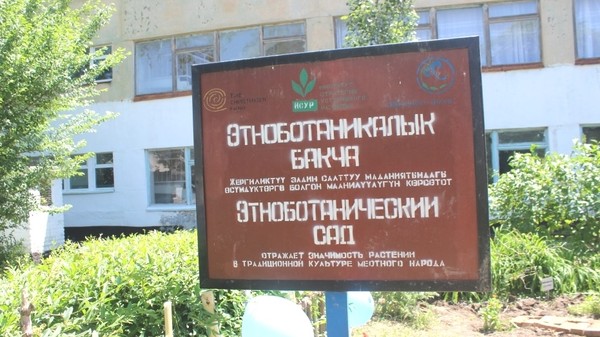 ИСУР
Этноботаникалык
бакча
Жергиликтүү элдин салттуу маданиятындагы
өсүмдүктөргө болгон маанилүүлүгүн көрсөтөт
Этноботанический
сад
отражает значимость растений
в традиционной культуре местного народа